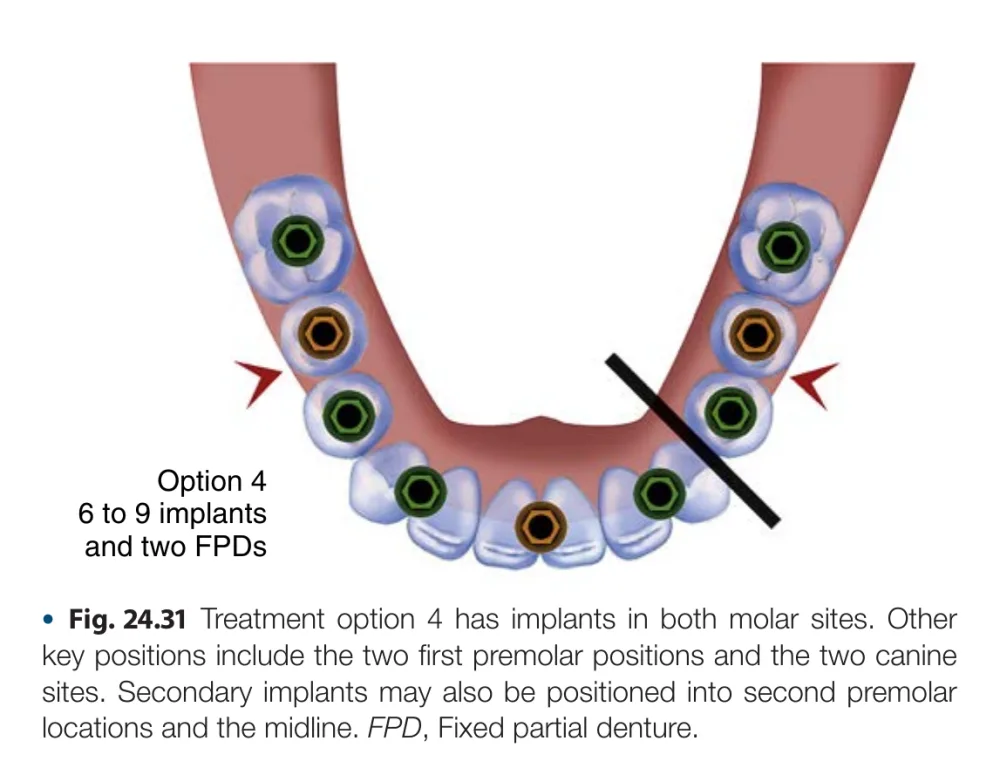 Option 4
6 to 9 implants
and two FPDs
• Fig. 24.31 Treatment option 4 has implants in both molar sites. Other
key positions include the two first premolar positions and the two canine
sites. Secondary implants may also be positioned into second premolar
locations and the midline. FPD, Fixed partial denture.